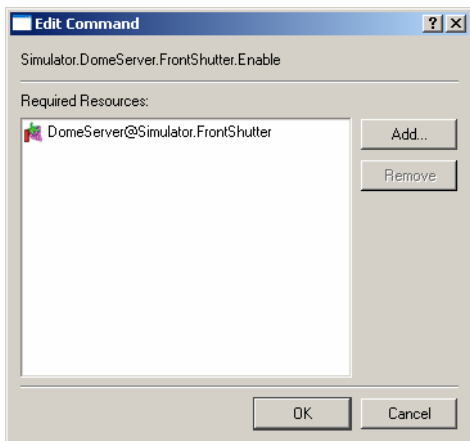 Edit Command
Simulator.DomeServer.FrontShutter.Enable
Required Resources:
DomeServer@Simulator.FrontShutter
Add...
Remove
OK
Cancel